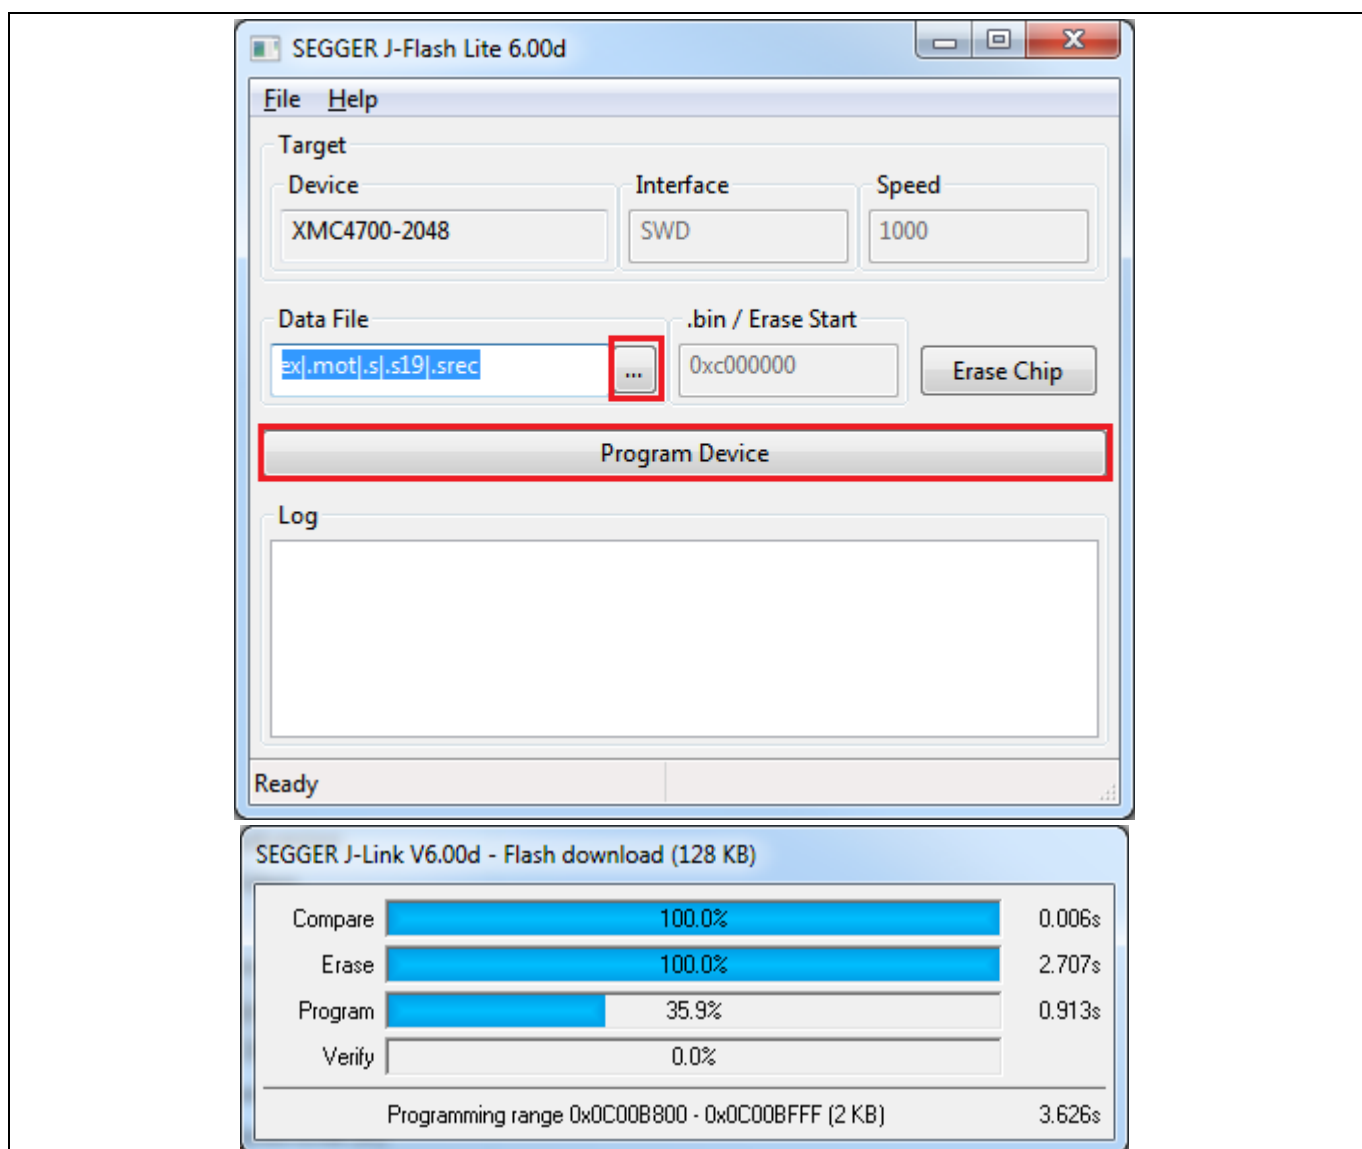 SEGGER J-Flash Lite 6.00d
File Help
Target
Device Interface Speed
XMC4700-2048 SWD 1000
Data File .bin / Erase Start
ex|.mot|.s|.s19|.srec ... 0xc000000 Erase Chip
Program Device
Log
Ready
SEGGER J-Link V6.00d - Flash download (128 KB)
Compare 100.0% 0.006s
Erase 100.0% 2.707s
Program 35.9% 0.913s
Verify 0.0%
Programming range 0x0C00B800 - 0x0C00BFFF (2 KB) 3.626s